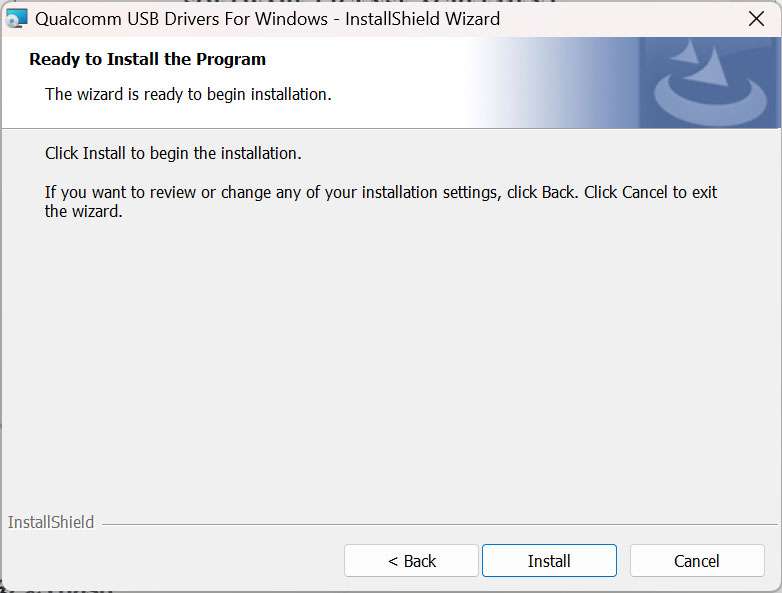 Qualcomm USB Drivers For Windows - InstallShield Wizard
Ready to Install the Program
The wizard is ready to begin installation.
Click Install to begin the installation.
If you want to review or change any of your installation settings, click Back. Click Cancel to exit
the wizard.
InstallShield
< Back
Install
Cancel